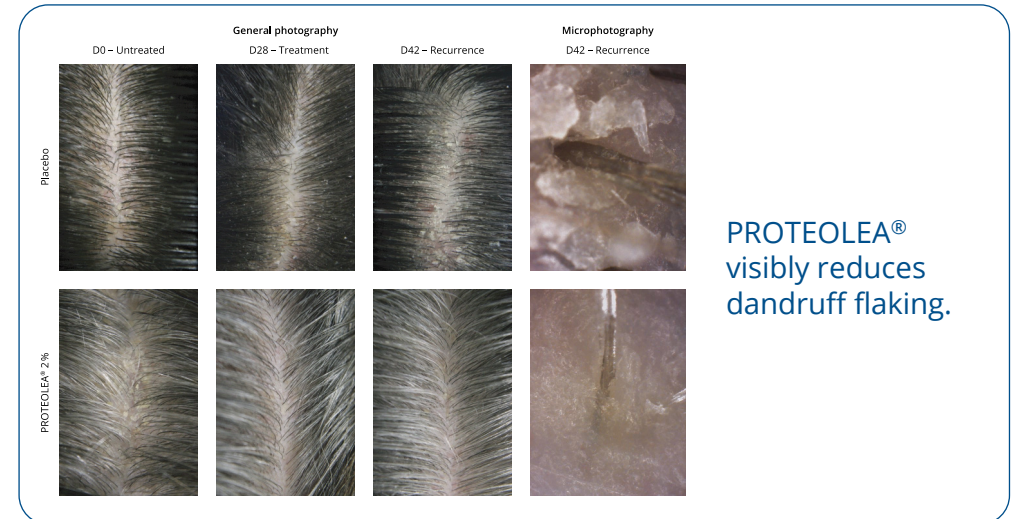 General photography
Microphotography
D0 – Untreated
D28 – Treatment
D42 – Recurrence
D42 – Recurrence
Placebo
PROTEOLEA® 2 %
PROTEOLEA®
visibly reduces
dandruff flaking.